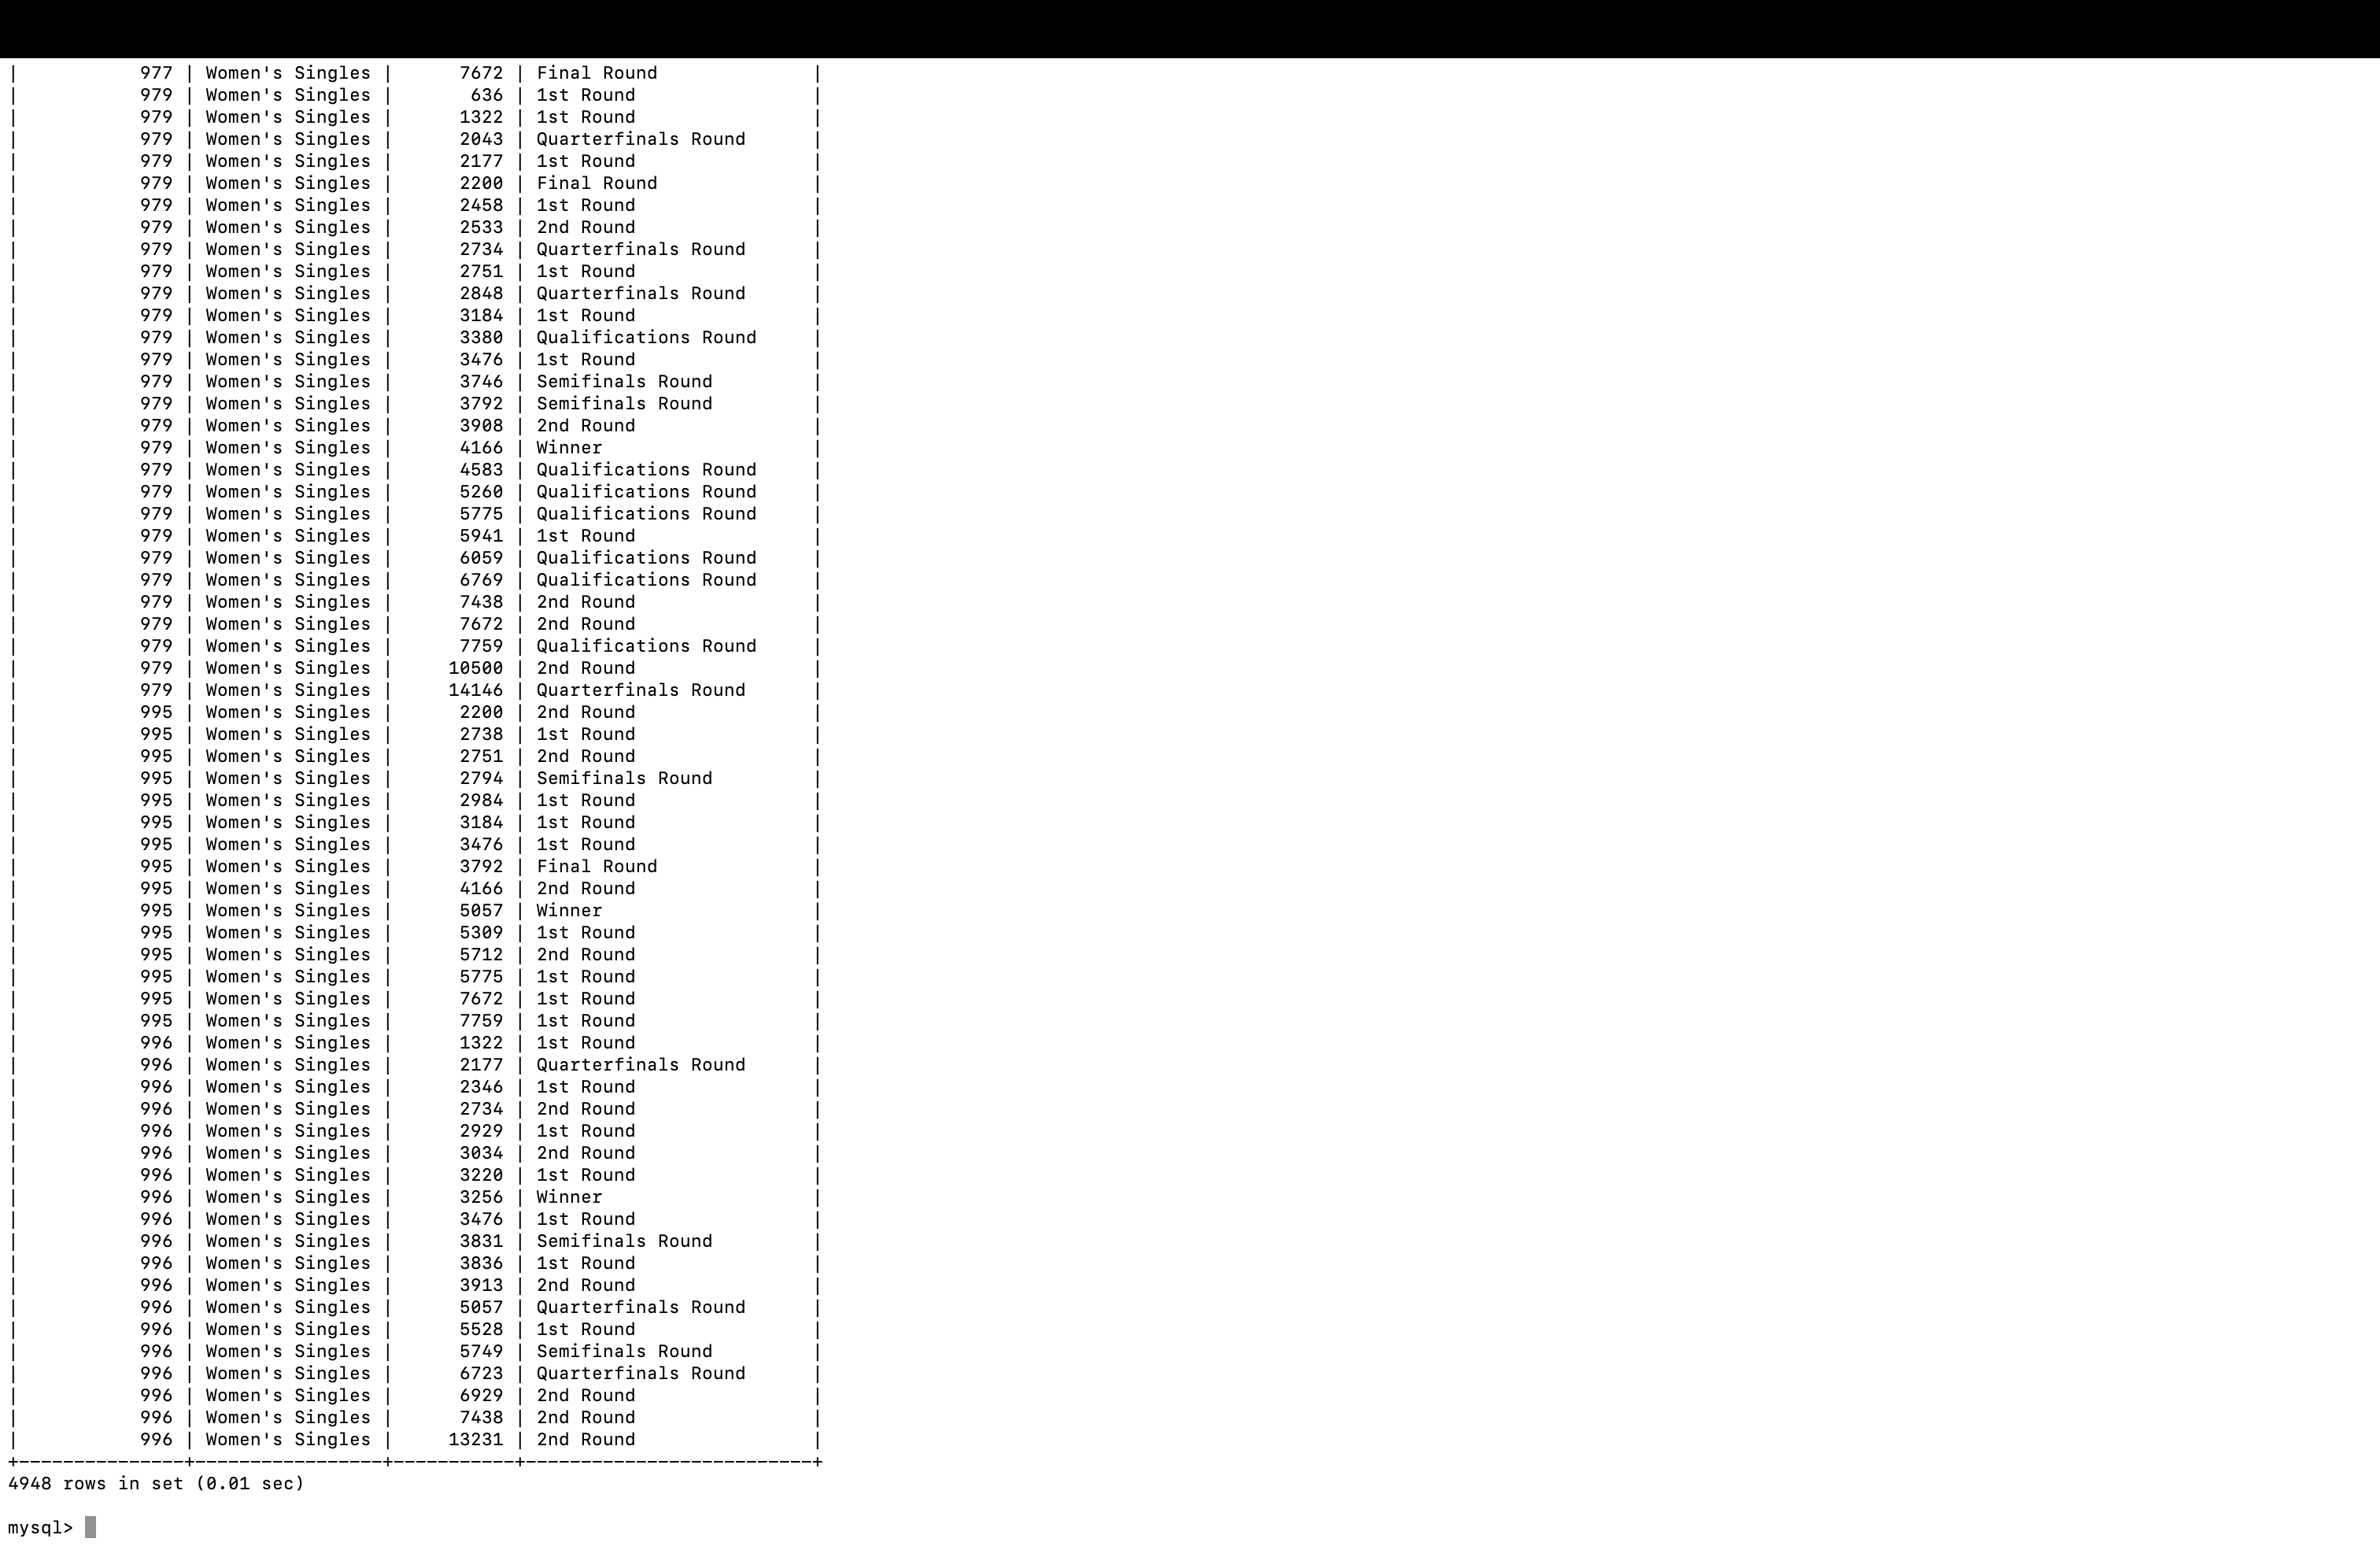 |           977 | Women's Singles |      7672 | Final Round              |
|           979 | Women's Singles |       636 | 1st Round                |
|           979 | Women's Singles |      1322 | 1st Round                |
|           979 | Women's Singles |      2043 | Quarterfinals Round      |
|           979 | Women's Singles |      2177 | 1st Round                |
|           979 | Women's Singles |      2200 | Final Round              |
|           979 | Women's Singles |      2458 | 1st Round                |
|           979 | Women's Singles |      2533 | 2nd Round                |
|           979 | Women's Singles |      2734 | Quarterfinals Round      |
|           979 | Women's Singles |      2751 | 1st Round                |
|           979 | Women's Singles |      2848 | Quarterfinals Round      |
|           979 | Women's Singles |      3184 | 1st Round                |
|           979 | Women's Singles |      3380 | Qualifications Round     |
|           979 | Women's Singles |      3476 | 1st Round                |
|           979 | Women's Singles |      3746 | Semifinals Round         |
|           979 | Women's Singles |      3792 | Semifinals Round         |
|           979 | Women's Singles |      3908 | 2nd Round                |
|           979 | Women's Singles |      4166 | Winner                   |
|           979 | Women's Singles |      4583 | Qualifications Round     |
|           979 | Women's Singles |      5260 | Qualifications Round     |
|           979 | Women's Singles |      5775 | Qualifications Round     |
|           979 | Women's Singles |      5941 | 1st Round                |
|           979 | Women's Singles |      6059 | Qualifications Round     |
|           979 | Women's Singles |      6769 | Qualifications Round     |
|           979 | Women's Singles |      7438 | 2nd Round                |
|           979 | Women's Singles |      7672 | 2nd Round                |
|           979 | Women's Singles |      7759 | Qualifications Round     |
|           979 | Women's Singles |     10500 | 2nd Round                |
|           979 | Women's Singles |     14146 | Quarterfinals Round      |
|           995 | Women's Singles |      2200 | 2nd Round                |
|           995 | Women's Singles |      2738 | 1st Round                |
|           995 | Women's Singles |      2751 | 2nd Round                |
|           995 | Women's Singles |      2794 | Semifinals Round         |
|           995 | Women's Singles |      2984 | 1st Round                |
|           995 | Women's Singles |      3184 | 1st Round                |
|           995 | Women's Singles |      3476 | 1st Round                |
|           995 | Women's Singles |      3792 | Final Round              |
|           995 | Women's Singles |      4166 | 2nd Round                |
|           995 | Women's Singles |      5057 | Winner                   |
|           995 | Women's Singles |      5309 | 1st Round                |
|           995 | Women's Singles |      5712 | 2nd Round                |
|           995 | Women's Singles |      5775 | 1st Round                |
|           995 | Women's Singles |      7672 | 1st Round                |
|           995 | Women's Singles |      7759 | 1st Round                |
|           996 | Women's Singles |      1322 | 1st Round                |
|           996 | Women's Singles |      2177 | Quarterfinals Round      |
|           996 | Women's Singles |      2346 | 1st Round                |
|           996 | Women's Singles |      2734 | 2nd Round                |
|           996 | Women's Singles |      2929 | 1st Round                |
|           996 | Women's Singles |      3034 | 2nd Round                |
|           996 | Women's Singles |      3220 | 1st Round                |
|           996 | Women's Singles |      3256 | Winner                   |
|           996 | Women's Singles |      3476 | 1st Round                |
|           996 | Women's Singles |      3831 | Semifinals Round         |
|           996 | Women's Singles |      3836 | 1st Round                |
|           996 | Women's Singles |      3913 | 2nd Round                |
|           996 | Women's Singles |      5057 | Quarterfinals Round      |
|           996 | Women's Singles |      5528 | 1st Round                |
|           996 | Women's Singles |      5749 | Semifinals Round         |
|           996 | Women's Singles |      6723 | Quarterfinals Round      |
|           996 | Women's Singles |      6929 | 2nd Round                |
|           996 | Women's Singles |      7438 | 2nd Round                |
|           996 | Women's Singles |     13231 | 2nd Round                |
+---------------+-----------------+-----------+--------------------------+
4948 rows in set (0.01 sec)
mysql>